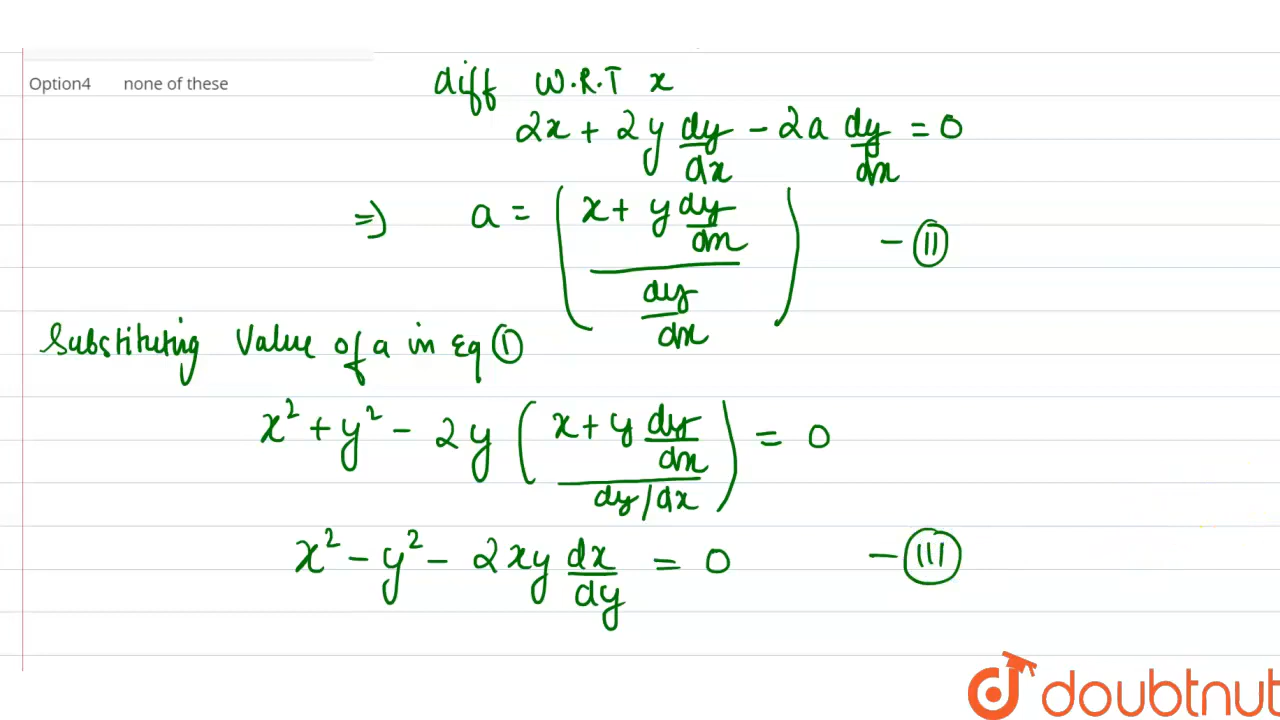 Option4 none of these
diff W.R.T x
2x + 2y dy/dx - 2a dy/dx = 0
=) a = ( (x + y dy/dx) / (dy/dx) ) - (II)
Substituting Value of a in Eq (1)
x² + y² - 2y ( (x + y dy/dx) / (dy/dx) ) = 0
x² - y² - 2xy dx/dy = 0 - (III)
doubtnut